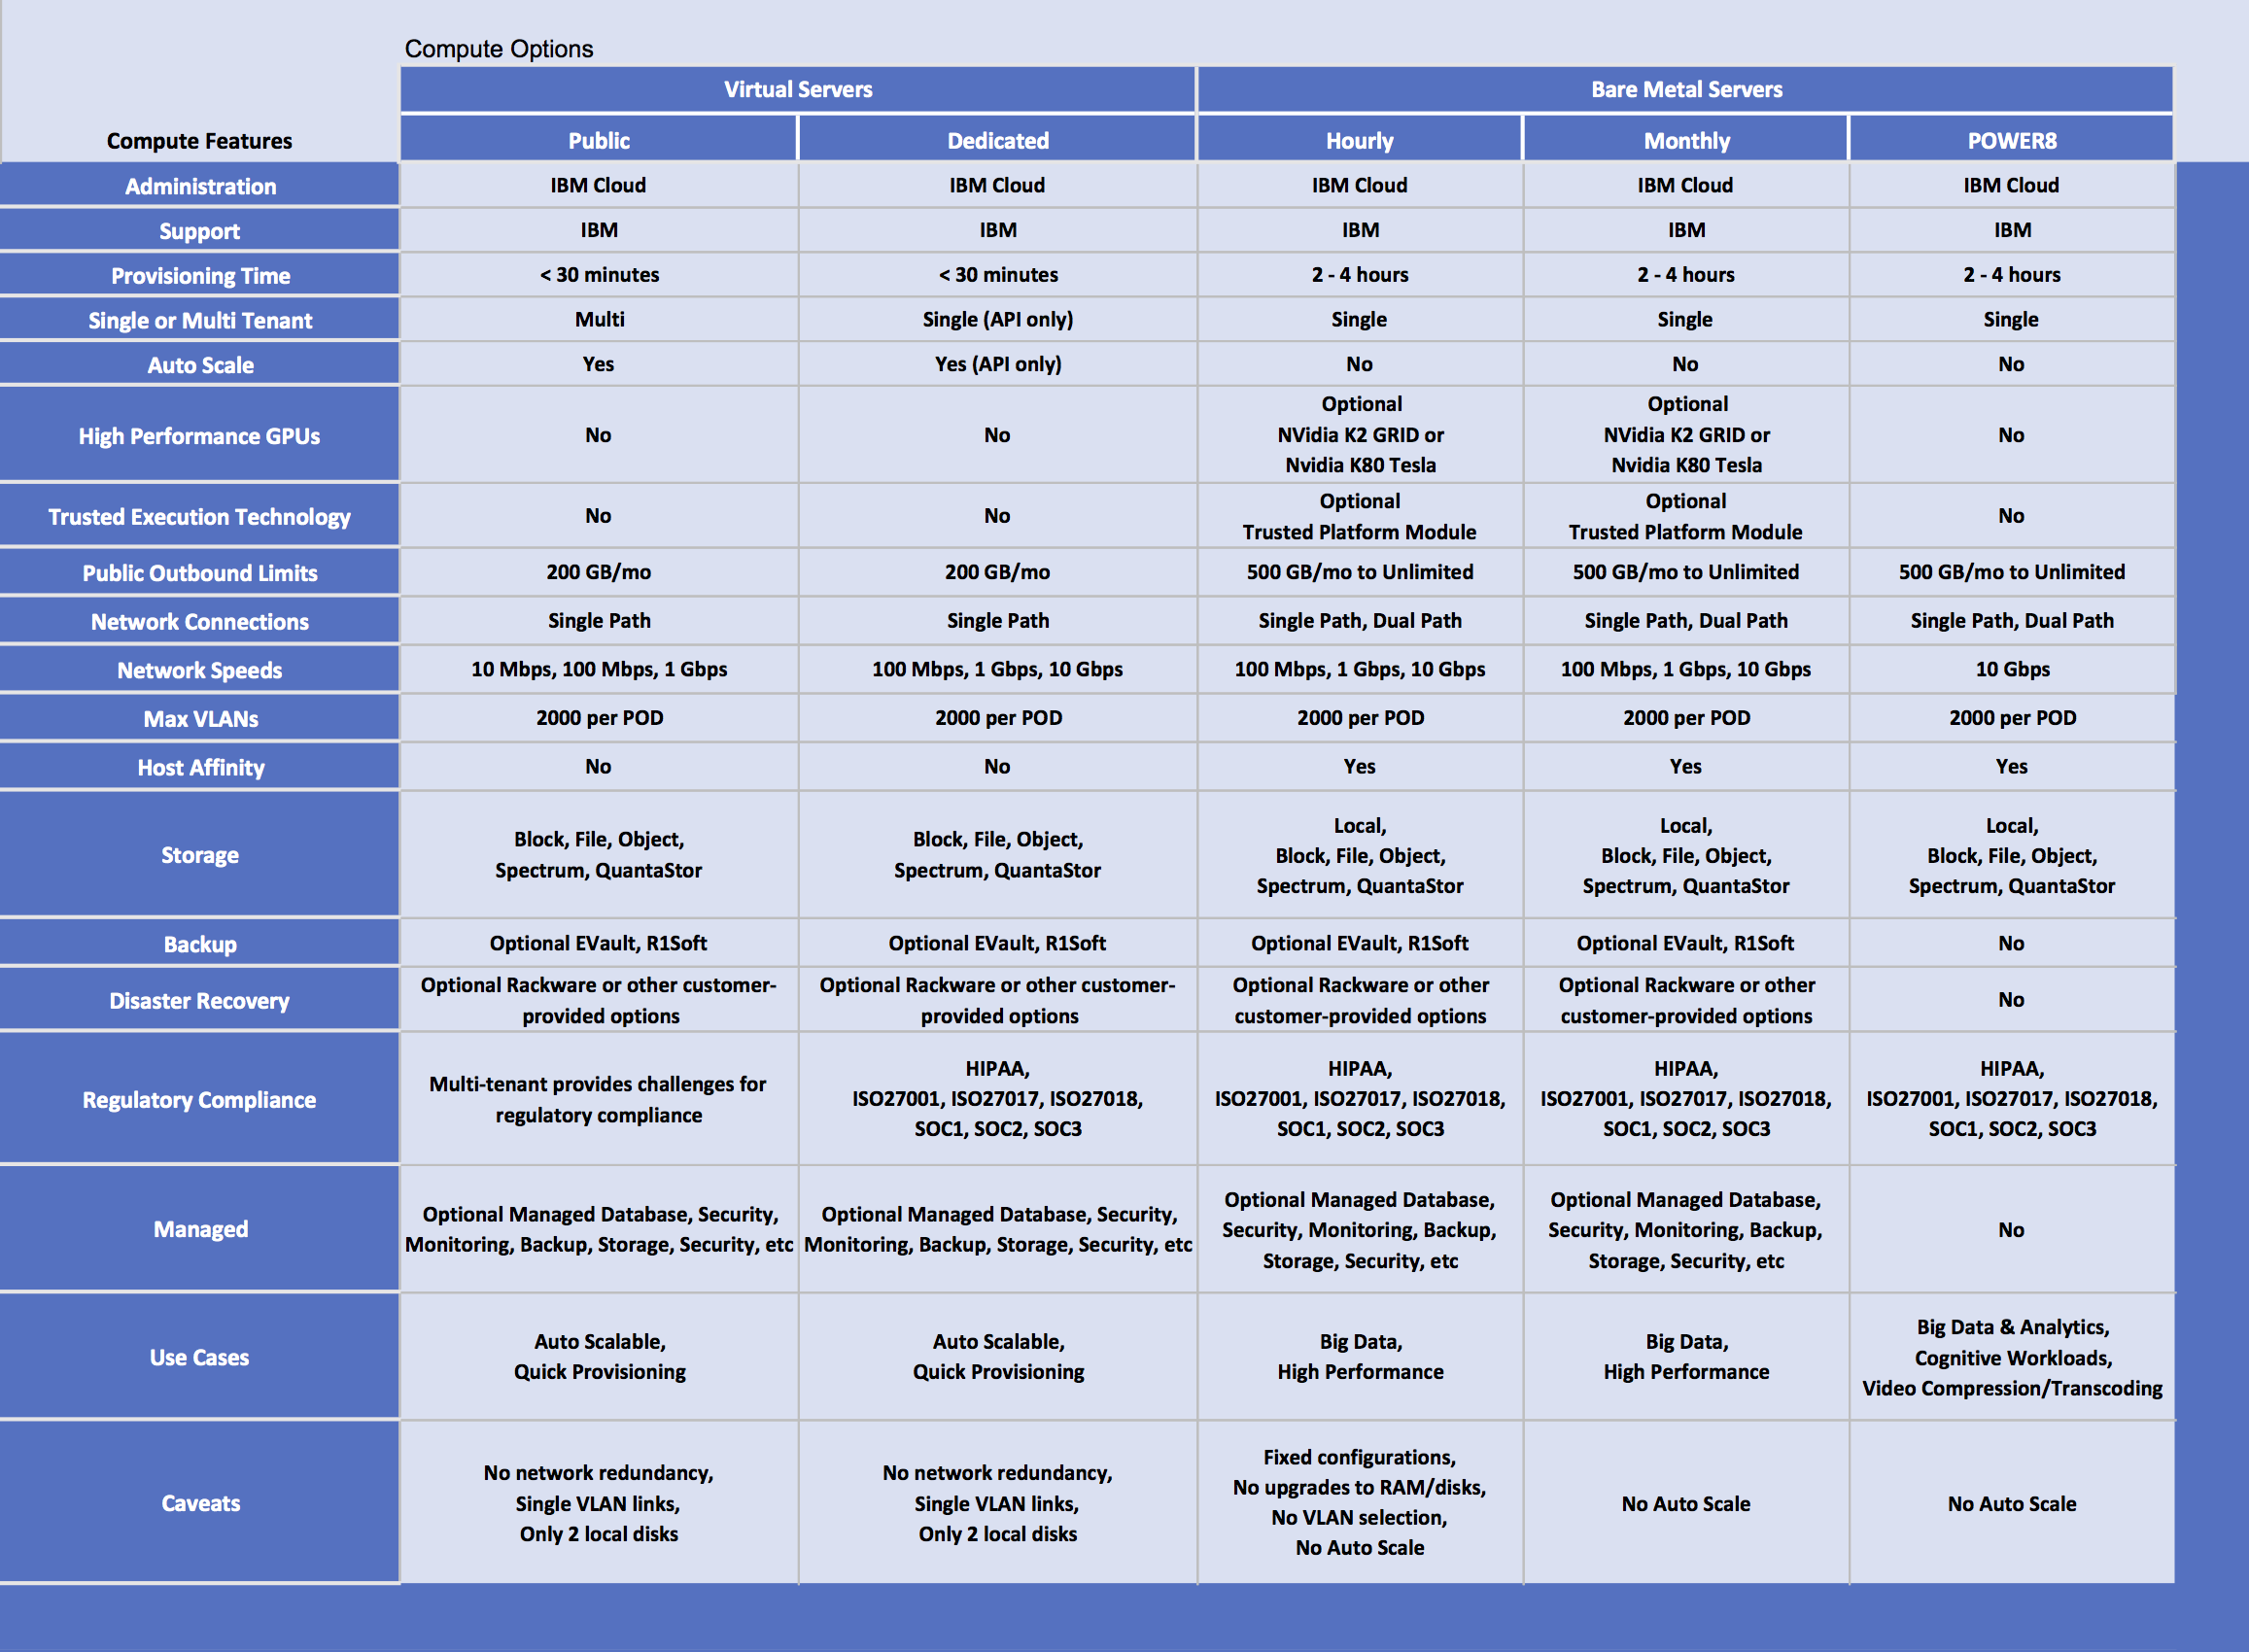 Compute Options
Virtual Servers
Bare Metal Servers
Compute Features
Public
Dedicated
Hourly
Monthly
POWER8
Administration
IBM Cloud
IBM Cloud
IBM Cloud
IBM Cloud
IBM Cloud
Support
IBM
IBM
IBM
IBM
IBM
Provisioning Time
< 30 minutes
< 30 minutes
2 - 4 hours
2 - 4 hours
2 - 4 hours
Single or Multi Tenant
Multi
Single (API only)
Single
Single
Single
Auto Scale
Yes
Yes (API only)
No
No
No
High Performance GPUs
No
No
Optional
NVidia K2 GRID or
Nvidia K80 Tesla
Optional
NVidia K2 GRID or
Nvidia K80 Tesla
No
Trusted Execution Technology
No
No
Optional
Trusted Platform Module
Optional
Trusted Platform Module
No
Public Outbound Limits
200 GB/mo
200 GB/mo
500 GB/mo to Unlimited
500 GB/mo to Unlimited
500 GB/mo to Unlimited
Network Connections
Single Path
Single Path
Single Path, Dual Path
Single Path, Dual Path
Single Path, Dual Path
Network Speeds
10 Mbps, 100 Mbps, 1 Gbps
100 Mbps, 1 Gbps, 10 Gbps
100 Mbps, 1 Gbps, 10 Gbps
100 Mbps, 1 Gbps, 10 Gbps
10 Gbps
Max VLANs
2000 per POD
2000 per POD
2000 per POD
2000 per POD
2000 per POD
Host Affinity
No
No
Yes
Yes
Yes
Storage
Block, File, Object,
Spectrum, QuantaStor
Block, File, Object,
Spectrum, QuantaStor
Local,
Block, File, Object,
Spectrum, QuantaStor
Local,
Block, File, Object,
Spectrum, QuantaStor
Local,
Block, File, Object,
Spectrum, QuantaStor
Backup
Optional EVault, R1Soft
Optional EVault, R1Soft
Optional EVault, R1Soft
Optional EVault, R1Soft
No
Disaster Recovery
Optional Rackware or other customer-
provided options
Optional Rackware or other customer-
provided options
Optional Rackware or other
customer-provided options
Optional Rackware or other
customer-provided options
No
Regulatory Compliance
Multi-tenant provides challenges for
regulatory compliance
HIPAA,
ISO27001, ISO27017, ISO27018,
SOC1, SOC2, SOC3
HIPAA,
ISO27001, ISO27017, ISO27018,
SOC1, SOC2, SOC3
HIPAA,
ISO27001, ISO27017, ISO27018,
SOC1, SOC2, SOC3
HIPAA,
ISO27001, ISO27017, ISO27018,
SOC1, SOC2, SOC3
Managed
Optional Managed Database, Security,
Monitoring, Backup, Storage, Security, etc
Optional Managed Database, Security,
Monitoring, Backup, Storage, Security, etc
Optional Managed Database,
Security, Monitoring, Backup,
Storage, Security, etc
Optional Managed Database,
Security, Monitoring, Backup,
Storage, Security, etc
No
Use Cases
Auto Scalable,
Quick Provisioning
Auto Scalable,
Quick Provisioning
Big Data,
High Performance
Big Data,
High Performance
Big Data & Analytics,
Cognitive Workloads,
Video Compression/Transcoding
Caveats
No network redundancy,
Single VLAN links,
Only 2 local disks
No network redundancy,
Single VLAN links,
Only 2 local disks
Fixed configurations,
No upgrades to RAM/disks,
No VLAN selection,
No Auto Scale
No Auto Scale
No Auto Scale